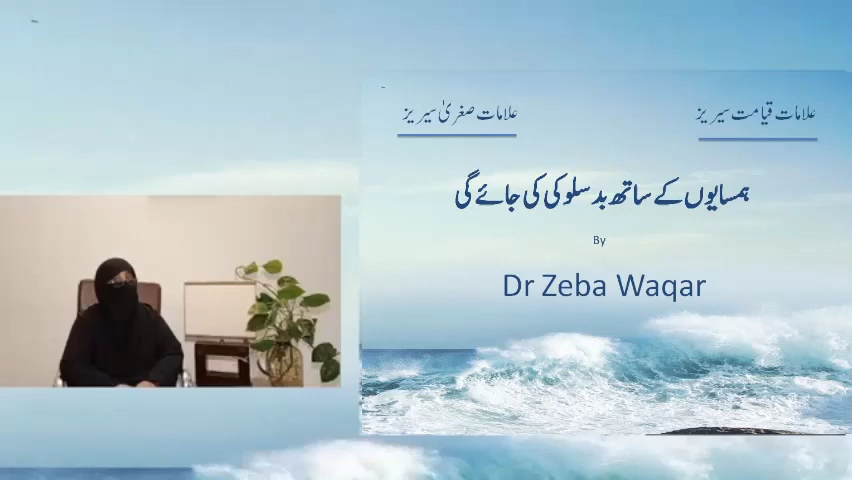 علامات قیامت سیریز
علامات صغریٰ سیریز
ہمسایوں کے ساتھ بدسلوکی کی جائے گی
By
Dr Zeba Waqar